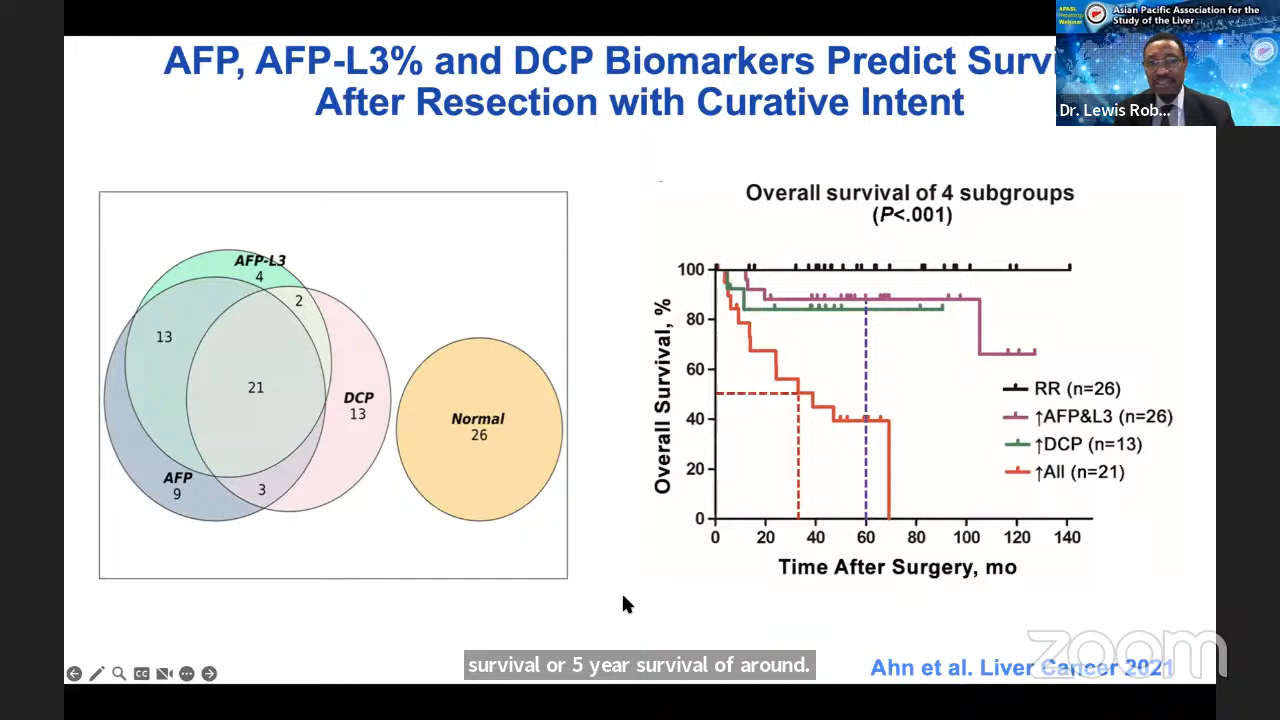 APASL
Hepatology
Webinar
Asian Pacific Association for the
Study of the Liver
Dr. Lewis Rob...
AFP, AFP-L3% and DCP Biomarkers Predict Survi
After Resection with Curative Intent
AFP-L3
4
2
13
21
DCP
13
AFP
9
3
Normal
26
Overall survival of 4 subgroups
(P<.001)
Overall Survival, %
100
80
60
40
20
0
0 20 40 60 80 100 120 140
Time After Surgery, mo
RR (n=26)
↑AFP&L3 (n=26)
↑DCP (n=13)
↑All (n=21)
survival or 5 year survival of around.
Ahn et al. Liver Cancer 2021
zoom
CC